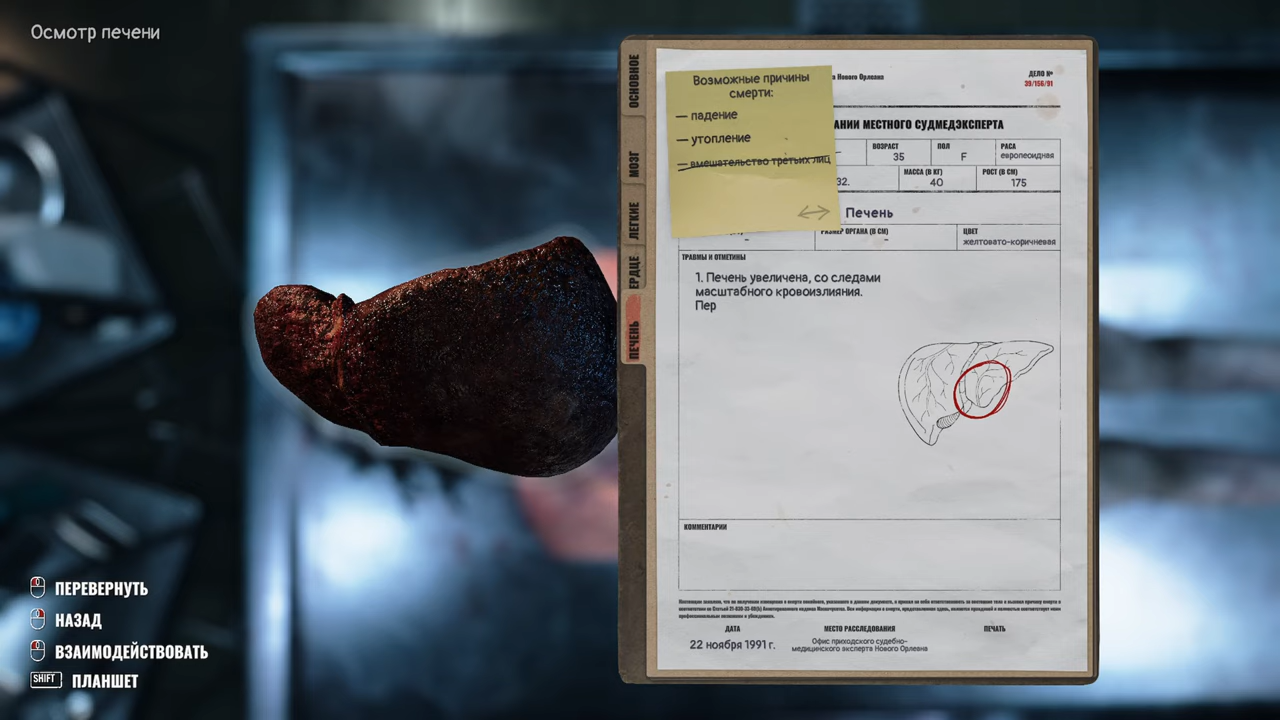 Осмотр печени
ОСНОВНОЕ
МОЗГ
ЛЕГКИЕ
ЕРДЦЕ
ПЕЧЕНЬ
Возможные причины
смерти:
— падение
— утопление
— вмешательство третьих лиц
а Нового Орлеана
ДЕЛО №
39/156/91
АНИИ МЕСТНОГО СУДМЕДЭКСПЕРТА
ВОЗРАСТ
35
ПОЛ
F
РАСА
европеоидная
32.
МАССА (В КГ)
40
РОСТ (В СМ)
175
Печень
РАЗМЕР ОРГАНА (В СМ)
–
–
ЦВЕТ
желтовато-коричневая
ТРАВМЫ И ОТМЕТИНЫ
1. Печень увеличена, со следами
масштабного кровоизлияния.
Пер
КОММЕНТАРИИ
ДАТА
22 ноября 1991 г.
МЕСТО РАССЛЕДОВАНИЯ
Офис приходского судебно-
медицинского эксперта Нового Орлеана
ПЕЧАТЬ
ПЕРЕВЕРНУТЬ
НАЗАД
ВЗАИМОДЕЙСТВОВАТЬ
SHIFT ПЛАНШЕТ